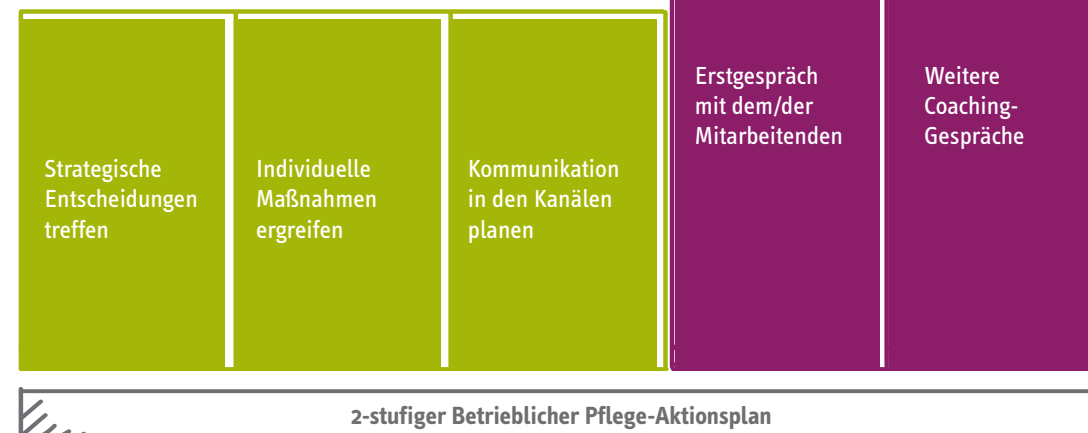 Strategische
Entscheidungen
treffen
Individuelle
Maßnahmen
ergreifen
Kommunikation
in den Kanälen
planen
Erstgespräch
mit dem/der
Mitarbeitenden
Weitere
Coaching-
Gespräche
2-stufiger Betrieblicher Pflege-Aktionsplan